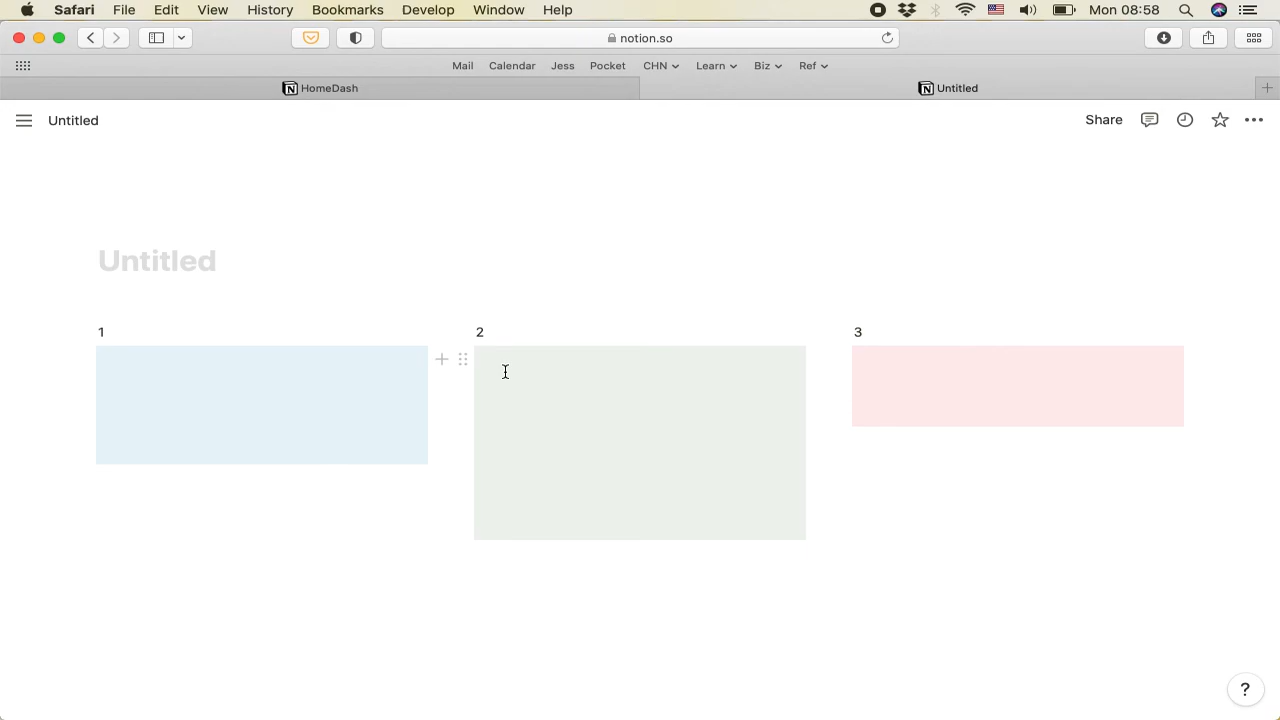 Safari File Edit View History Bookmarks Develop Window Help Mon 08:58
notion.so
Mail Calendar Jess Pocket CHN Learn Biz Ref
HomeDash Untitled
Untitled Share
Untitled
1 2 3
?